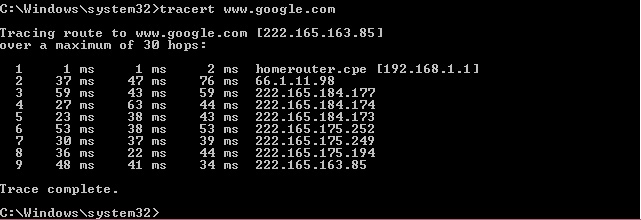 C:\Windows\system32>tracert www.google.com
Tracing route to www.google.com [222.165.163.85]
over a maximum of 30 hops:
1 1 ms 1 ms 2 ms homerouter.cpe [192.168.1.1]
2 37 ms 47 ms 76 ms 66.1.11.98
3 59 ms 43 ms 59 ms 222.165.184.177
4 27 ms 63 ms 44 ms 222.165.184.174
5 23 ms 38 ms 43 ms 222.165.184.173
6 53 ms 38 ms 53 ms 222.165.175.252
7 30 ms 37 ms 39 ms 222.165.175.249
8 36 ms 22 ms 44 ms 222.165.175.194
9 48 ms 41 ms 34 ms 222.165.163.85
Trace complete.
C:\Windows\system32>